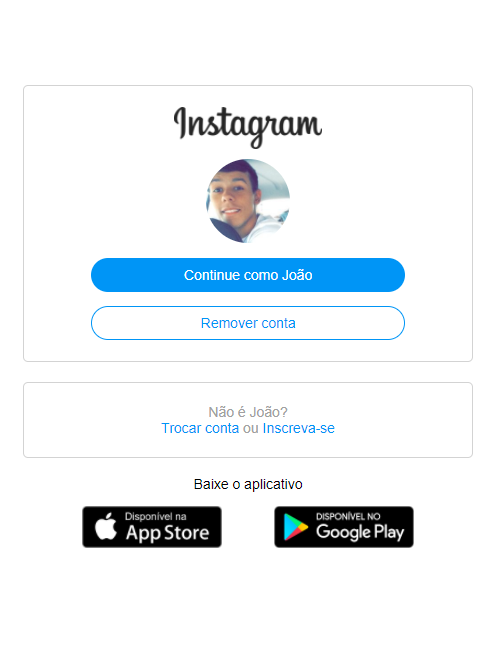 Instagram
Continue como João
Remover conta
Não é João?
Trocar conta ou Inscreva-se
Baixe o aplicativo
Disponível na
App Store
DISPONÍVEL NO
Google Play